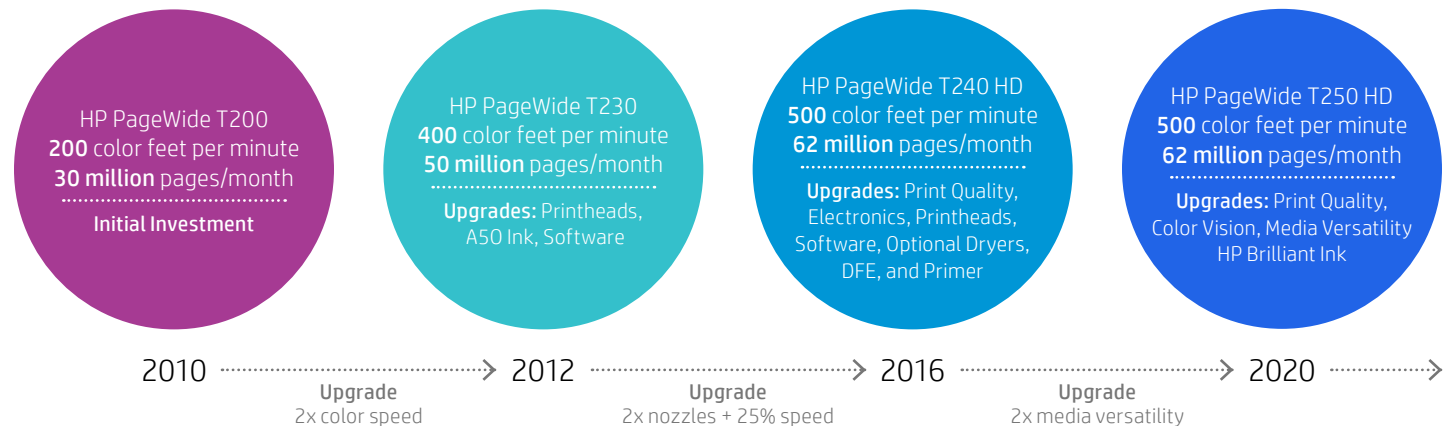 HP PageWide T200
200 color feet per minute
30 million pages/month
Initial Investment
HP PageWide T230
400 color feet per minute
50 million pages/month
Upgrades: Printheads,
A50 Ink, Software
HP PageWide T240 HD
500 color feet per minute
62 million pages/month
Upgrades: Print Quality,
Electronics, Printheads,
Software, Optional Dryers,
DFE, and Primer
HP PageWide T250 HD
500 color feet per minute
62 million pages/month
Upgrades: Print Quality,
Color Vision, Media Versatility
HP Brilliant Ink
2010
Upgrade
2x color speed
2012
Upgrade
2x nozzles + 25% speed
2016
Upgrade
2x media versatility
2020